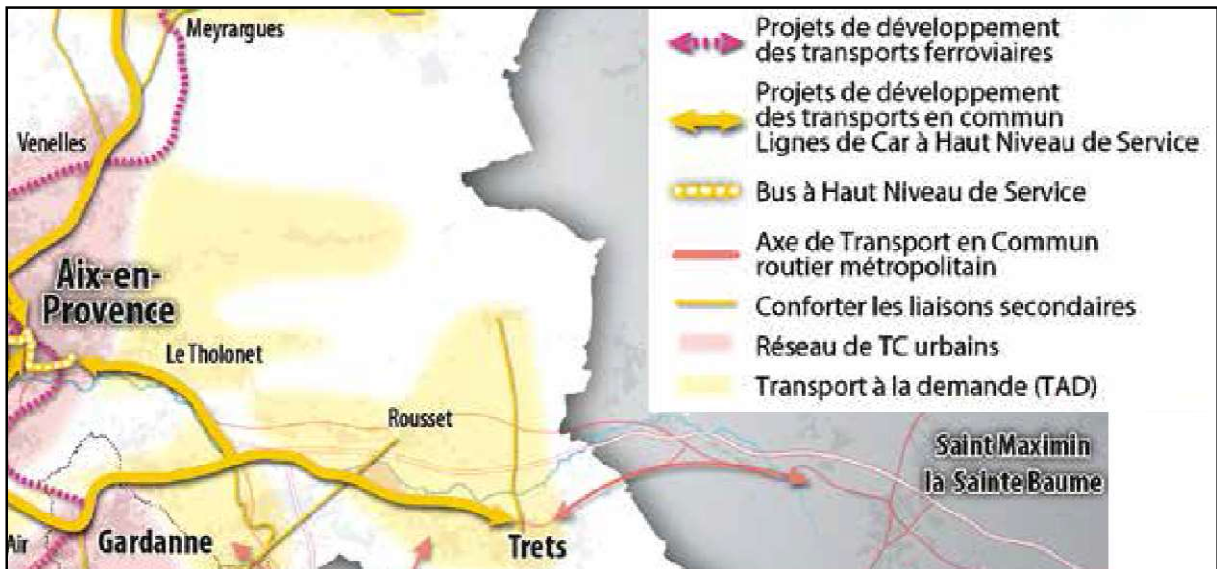 Meyrargues
Venelles
Aix-en-
Provence
Le Tholonet
Rousset
Gardanne
Trets
Saint Maximin
la Sainte Baume
Projets de développement
des transports ferroviaires
Projets de développement
des transports en commun
Lignes de Car à Haut Niveau de Service
Bus à Haut Niveau de Service
Axe de Transport en Commun
routier métropolitain
Conforter les liaisons secondaires
Réseau de TC urbains
Transport à la demande (TAD)